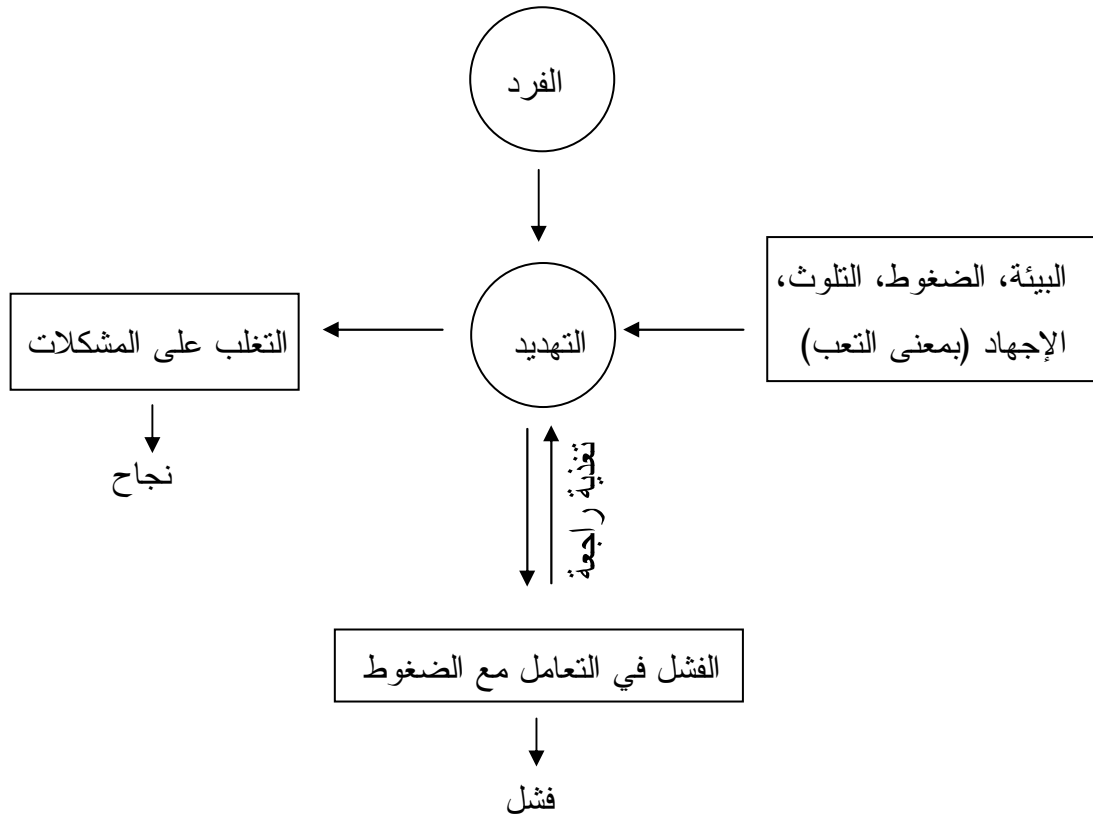 الفرد
البيئة، الضغوط، التلوث،
الإجهاد (بمعنى التعب)
التهديد
التغلب على المشكلات
نجاح
تغذية راجعة
الفشل في التعامل مع الضغوط
فشل